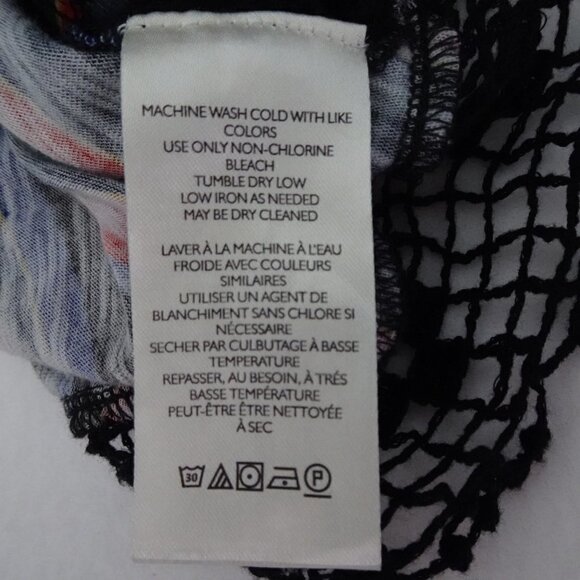 MACHINE WASH COLD WITH LIKE
COLORS
USE ONLY NON-CHLORINE
BLEACH
TUMBLE DRY LOW
LOW IRON AS NEEDED
MAY BE DRY CLEANED
LAVER À LA MACHINE À L'EAU
FROIDE AVEC COULEURS
SIMILAIRES
UTILISER UN AGENT DE
BLANCHIMENT SANS CHLORE SI
NÉCESSAIRE
SECHER PAR CULBUTAGE À BASSE
TEMPERATURE
REPASSER, AU BESOIN, À TRÉS
BASSE TEMPÉRATURE
PEUT-ÊTRE ÊTRE NETTOYÉE
À SEC
30 P